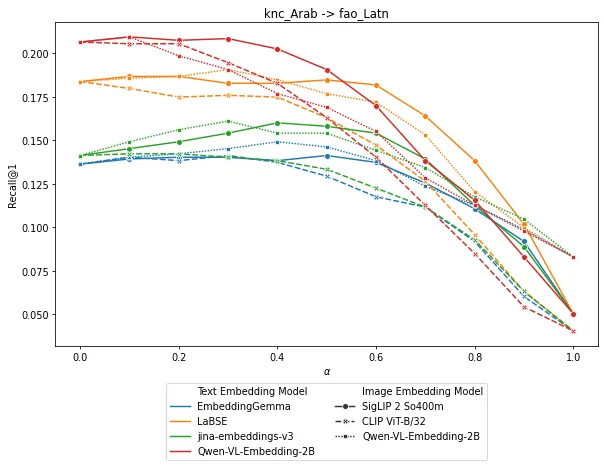 knc_Arab -> fao_Latn
Recall@1
0.200
0.175
0.150
0.125
0.100
0.075
0.050
0.0 0.2 0.4 0.6 0.8 1.0
α
Text Embedding Model
EmbeddingGemma
LaBSE
jina-embeddings-v3
Qwen-VL-Embedding-2B
Image Embedding Model
SigLIP 2 So400m
CLIP ViT-B/32
Qwen-VL-Embedding-2B